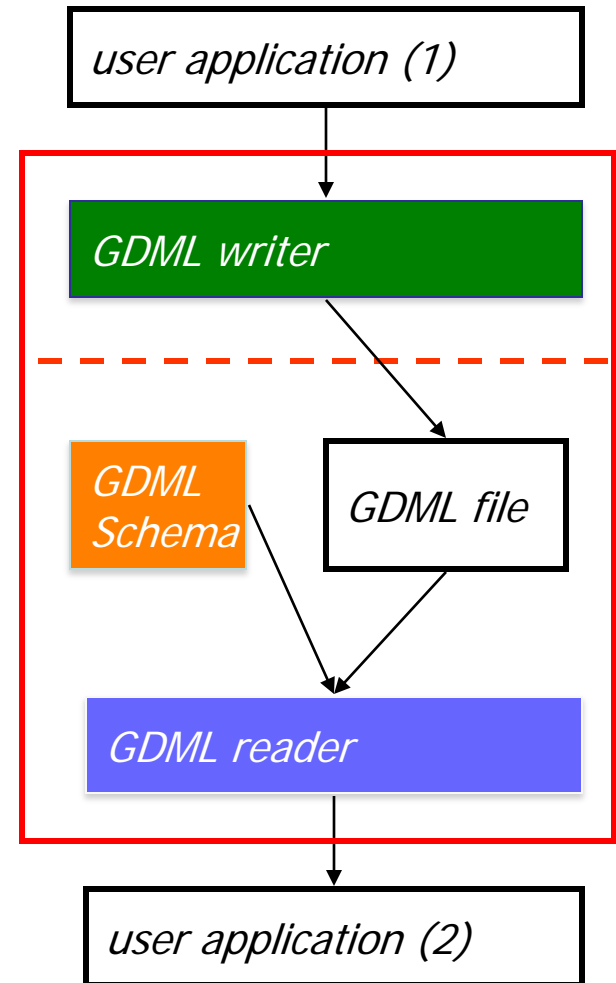 user application (1)
GDML writer
GDML
Schema
GDML file
GDML reader
user application (2)